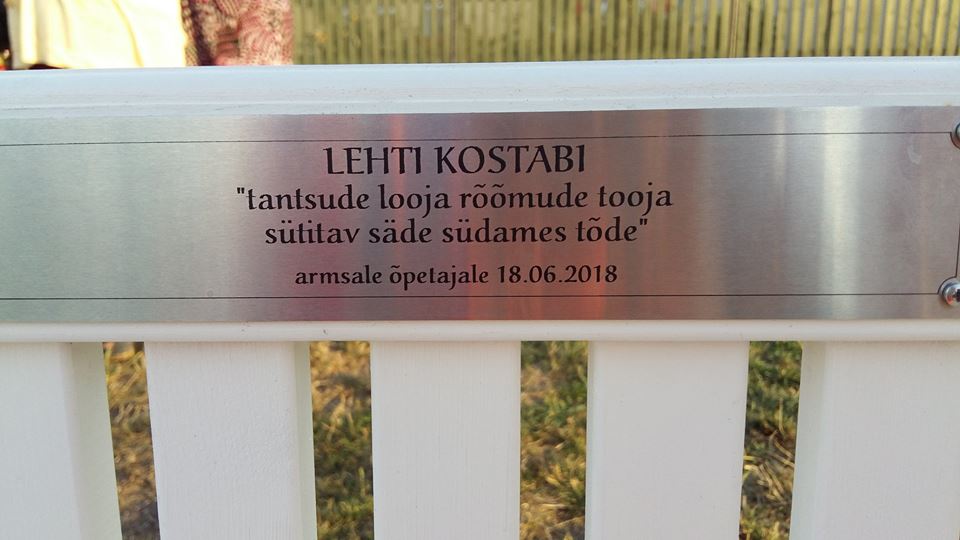 LEHTI KOSTABI
"tantsude looja rõõmude tooja
sütitav säde südames tõde"
armsale õpetajale 18.06.2018